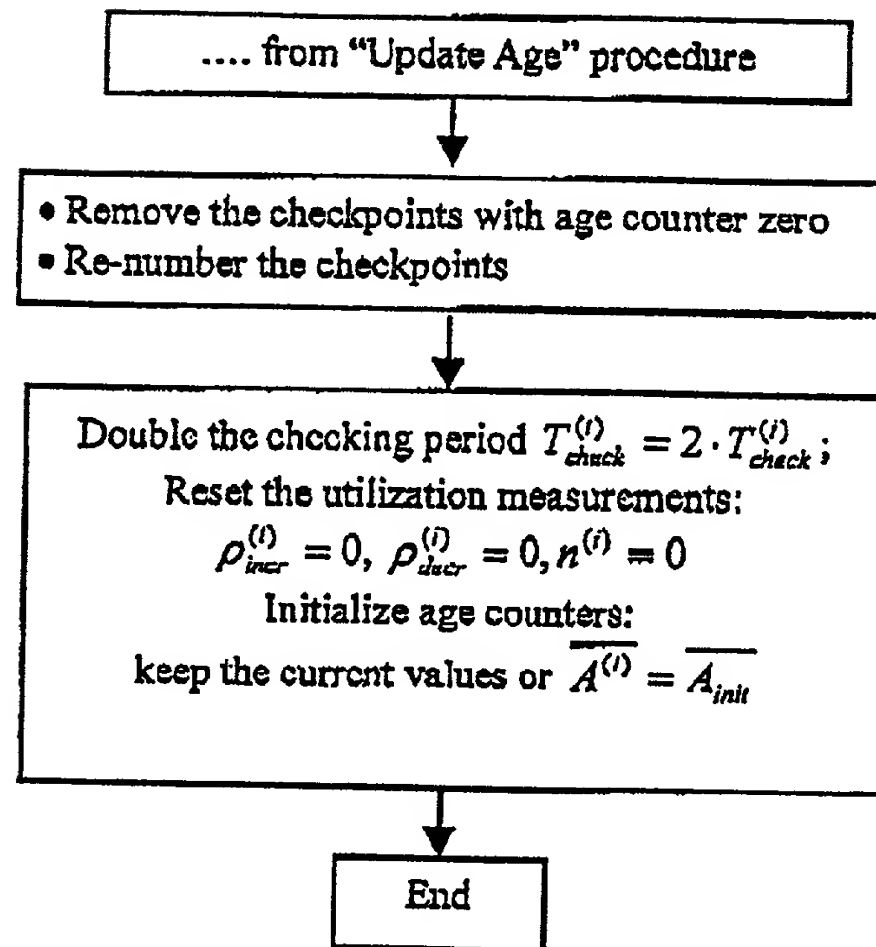 .... from “Update Age” procedure
• Remove the checkpoints with age counter zero
• Re-number the checkpoints
Double the checking period T_check^(i) = 2 · T_check^(i);
Reset the utilization measurements:
ρ_incr^(i) = 0, ρ_decr^(i) = 0, n^(i) = 0
Initialize age counters:
keep the current values or \overline{A^(i)} = \overline{A_init}
End